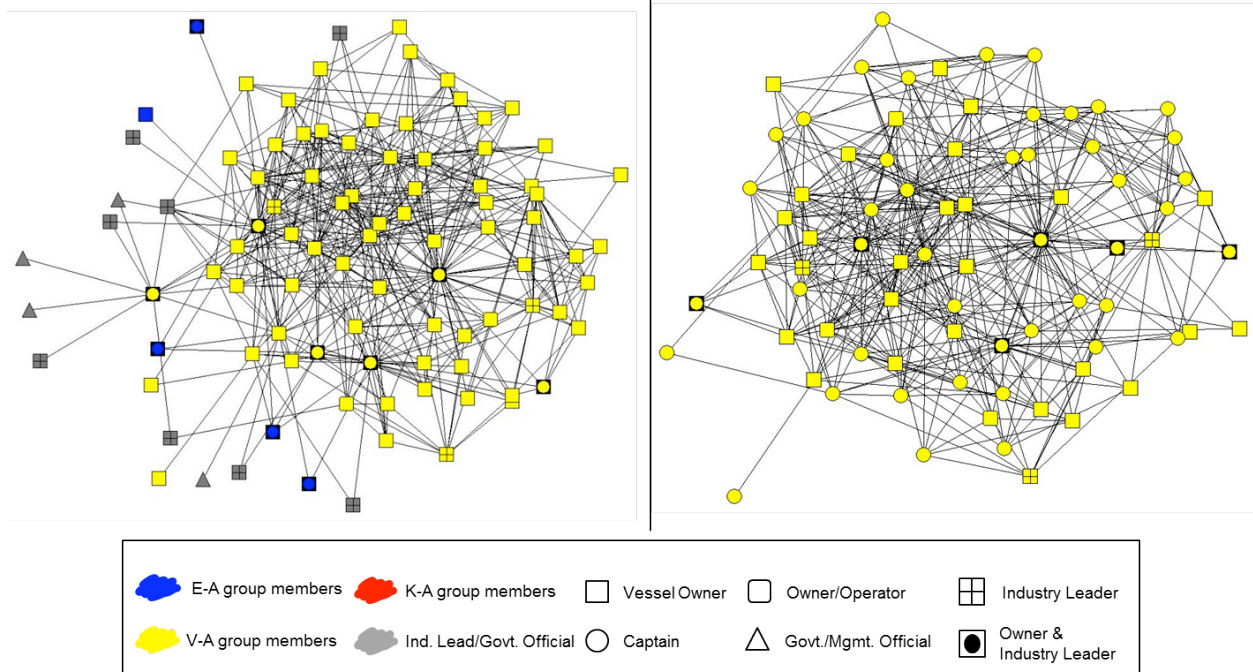 E-A group members
K-A group members
Vessel Owner
Owner/Operator
Industry Leader
V-A group members
Ind. Lead/Govt. Official
Captain
Govt./Mgmt. Official
Owner &
Industry Leader